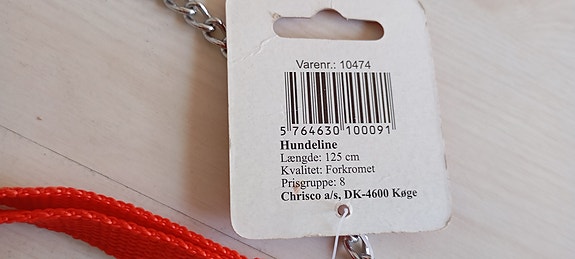 Varenr.: 10474
5 764630 100091
Hundeline
Længde: 125 cm
Kvalitet: Forkromet
Prisgruppe: 8
Chrisco a/s, DK-4600 Køge